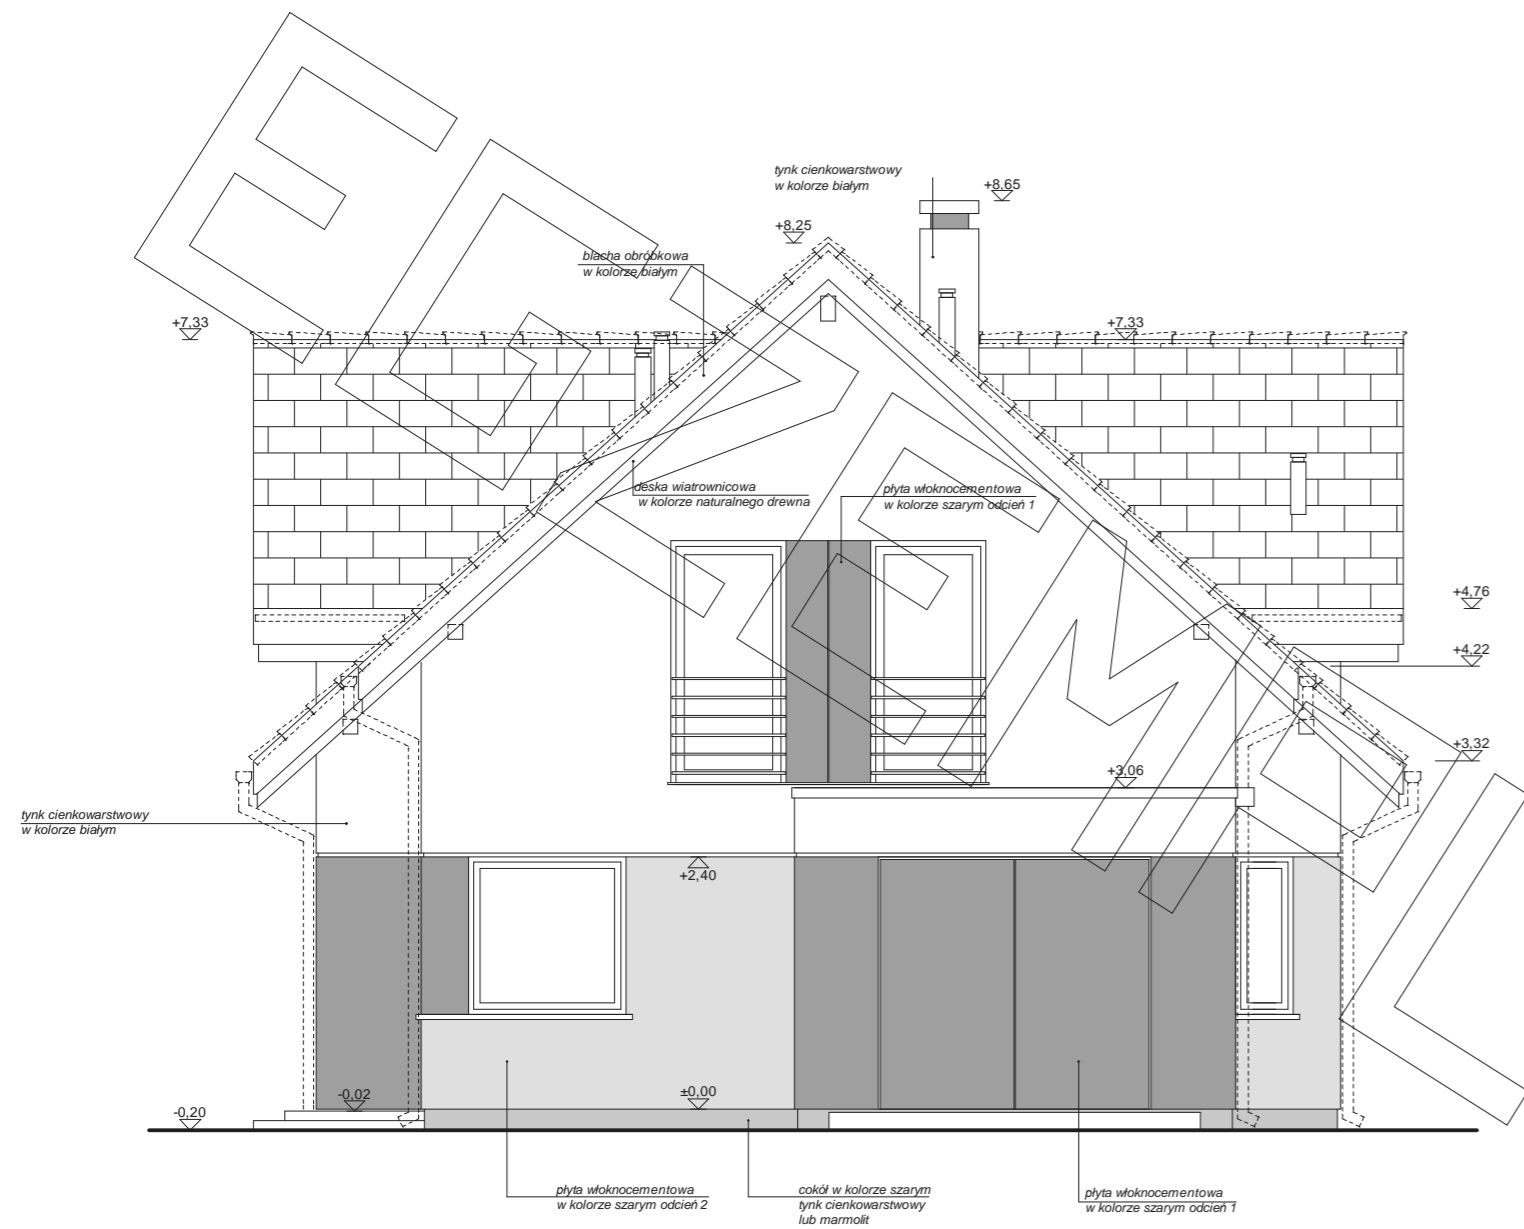 tynk cienkowarstwowy
w kolorze białym
+8,65
+8,25
blacha obróbkowa
w kolorze białym
+7,33
+7,33
deska wiatrownicowa
w kolorze naturalnego drewna
płyta włoknocementowa
w kolorze szarym odcień 1
+4,76
+4,22
+3,32
+3,06
tynk cienkowarstwowy
w kolorze białym
+2,40
-0,02
±0,00
-0,20
płyta włoknocementowa
w kolorze szarym odcień 2
cokół w kolorze szarym
tynk cienkowarstwowy
lub marmolit
płyta włoknocementowa
w kolorze szarym odcień 1